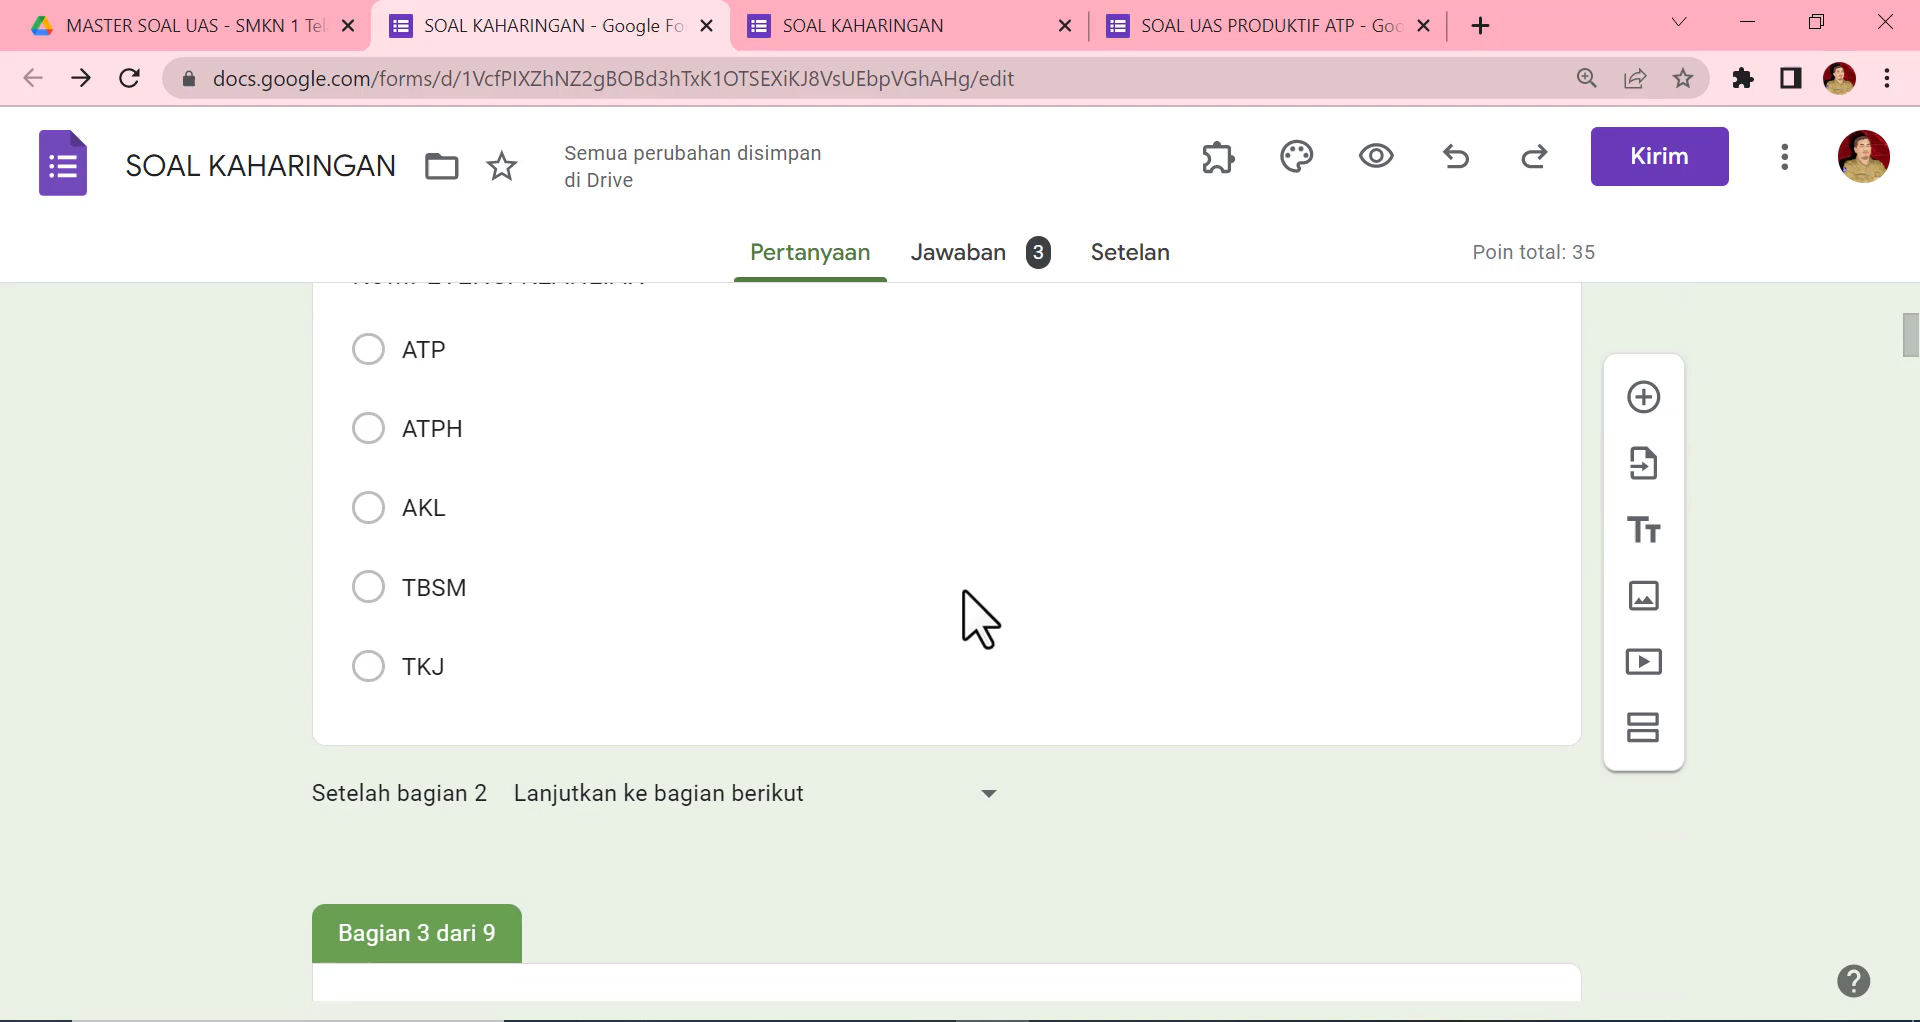 MASTER SOAL UAS - SMKN 1 Tel
SOAL KAHARINGAN - Google Fo
SOAL KAHARINGAN
SOAL UAS PRODUKTIF ATP - Goo
docs.google.com/forms/d/1VcfPIXZhNZ2gBOBd3hTxK1OTSEXiKJ8VsUEbpVGhAHg/edit
SOAL KAHARINGAN
Semua perubahan disimpan
di Drive
Kirim
Pertanyaan
Jawaban 3
Setelan
Poin total: 35
ATP
ATPH
AKL
TBSM
TKJ
Setelah bagian 2 Lanjutkan ke bagian berikut
Bagian 3 dari 9